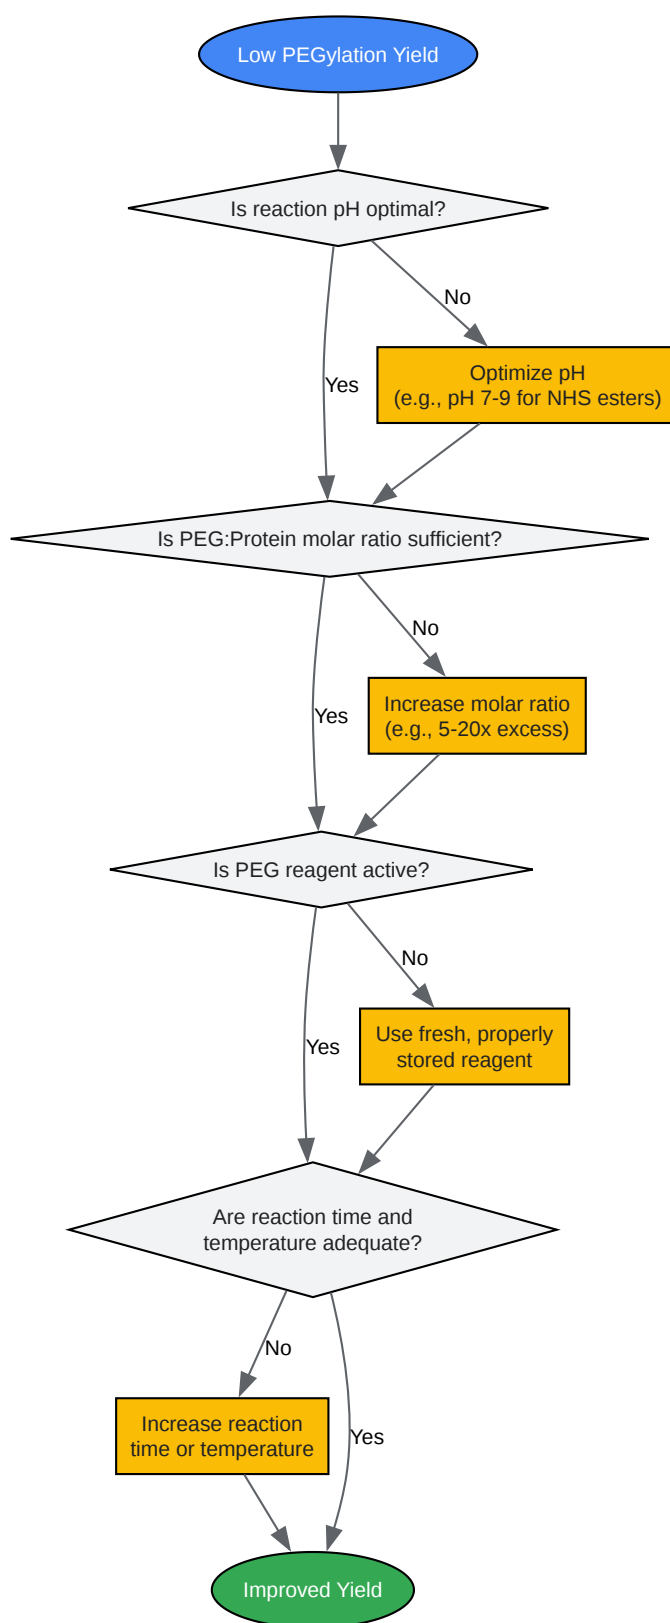 Low PEGylation Yield
Is reaction pH optimal?
No
Optimize pH
(e.g., pH 7-9 for NHS esters)
Yes
Is PEG:Protein molar ratio sufficient?
No
Increase molar ratio
(e.g., 5-20x excess)
Yes
Is PEG reagent active?
No
Use fresh, properly
stored reagent
Yes
Are reaction time and
temperature adequate?
No
Increase reaction
time or temperature
Yes
Improved Yield